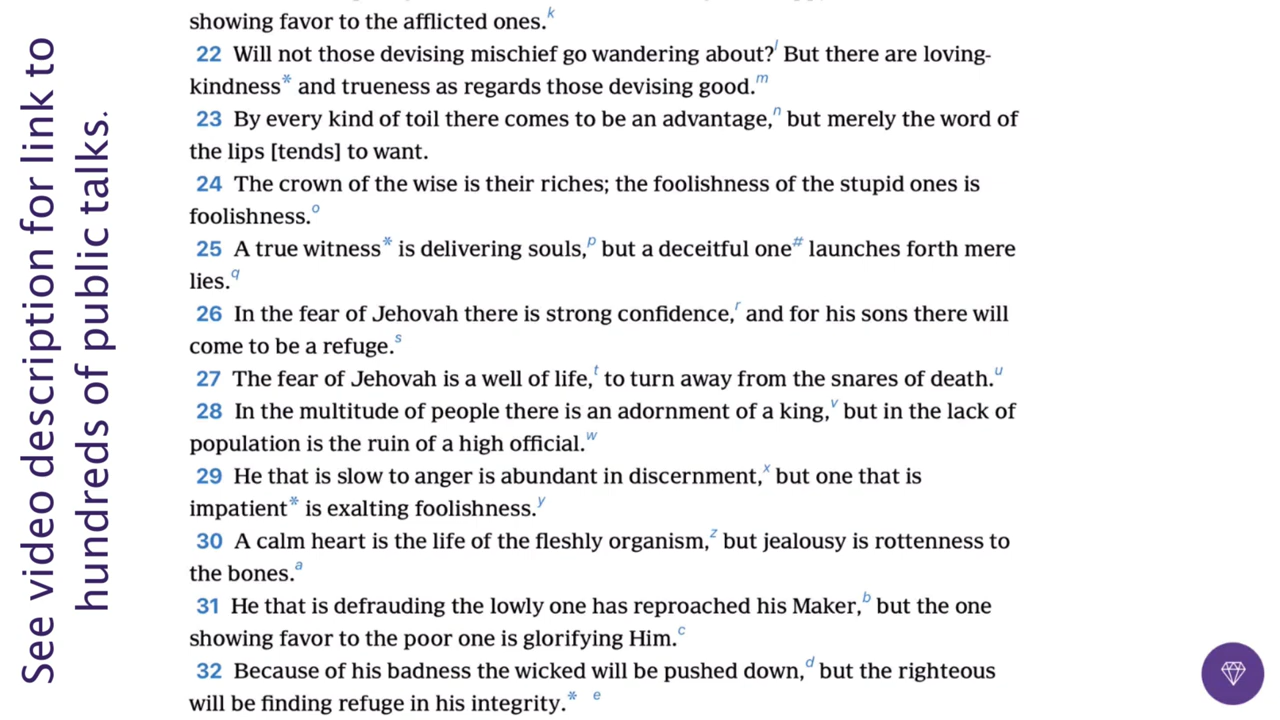 See video description for link to
hundreds of public talks.
showing favor to the afflicted ones.k
22 Will not those devising mischief go wandering about?l But there are loving-
kindness* and trueness as regards those devising good.m
23 By every kind of toil there comes to be an advantage,n but merely the word of
the lips [tends] to want.
24 The crown of the wise is their riches; the foolishness of the stupid ones is
foolishness.o
25 A true witness* is delivering souls,p but a deceitful one# launches forth mere
lies.q
26 In the fear of Jehovah there is strong confidence,r and for his sons there will
come to be a refuge.s
27 The fear of Jehovah is a well of life,t to turn away from the snares of death.u
28 In the multitude of people there is an adornment of a king,v but in the lack of
population is the ruin of a high official.w
29 He that is slow to anger is abundant in discernment,x but one that is
impatient* is exalting foolishness.y
30 A calm heart is the life of the fleshly organism,z but jealousy is rottenness to
the bones.a
31 He that is defrauding the lowly one has reproached his Maker,b but the one
showing favor to the poor one is glorifying Him.c
32 Because of his badness the wicked will be pushed down,d but the righteous
will be finding refuge in his integrity.* e